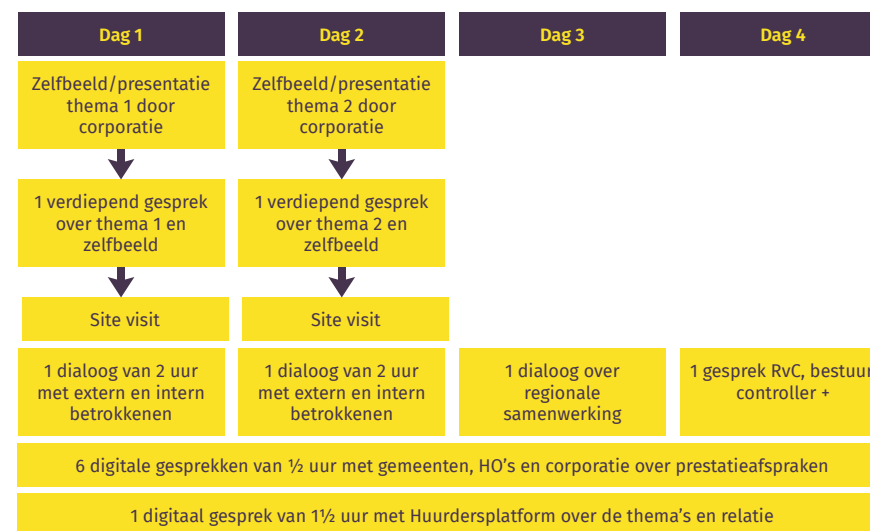 Dag 1
Dag 2
Dag 3
Dag 4
Zelfbeeld/presentatie
thema 1 door
corporatie
Zelfbeeld/presentatie
thema 2 door
corporatie
1 verdiepend gesprek
over thema 1 en
zelfbeeld
1 verdiepend gesprek
over thema 2 en
zelfbeeld
Site visit
Site visit
1 dialoog van 2 uur
met extern en intern
betrokkenen
1 dialoog van 2 uur
met extern en intern
betrokkenen
1 dialoog over
regionale
samenwerking
1 gesprek RvC, bestuur
controller +
6 digitale gesprekken van ½ uur met gemeenten, HO's en corporatie over prestatieafspraken
1 digitaal gesprek van 1½ uur met Huurdersplatform over de thema's en relatie